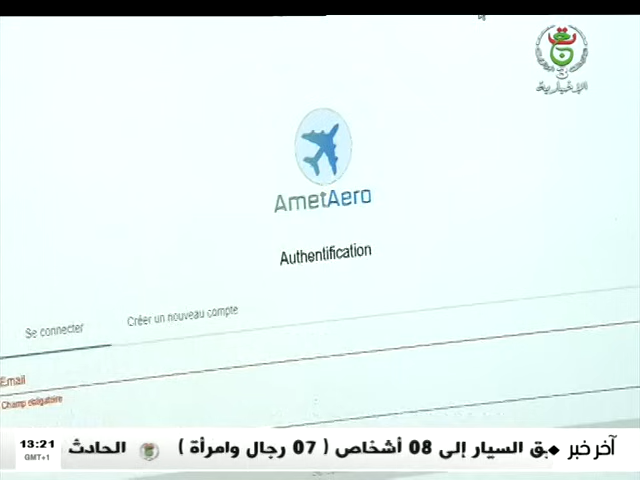 الإخبارية
AmetAero
Authentification
Se connecter
Créer un nouveau compte
Email
Champ obligatoire
آخر خبر
السيار إلى 08 أشخاص ( 07 رجال وامرأة )
الحادث
13:21
GMT+1